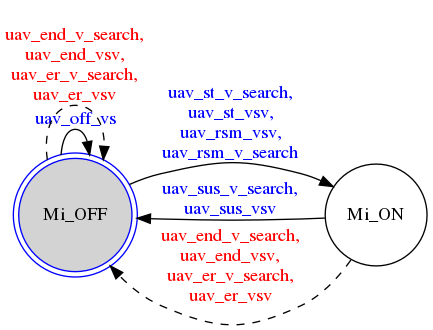 uav_end_v_search,
uav_end_vsv,
uav_er_v_search,
uav_er_vsv
uav_off_vs
uav_st_v_search,
uav_st_vsv,
uav_rsm_vsv,
uav_rsm_v_search
uav_sus_v_search,
uav_sus_vsv
Mi_OFF
Mi_ON
uav_end_v_search,
uav_end_vsv,
uav_er_v_search,
uav_er_vsv